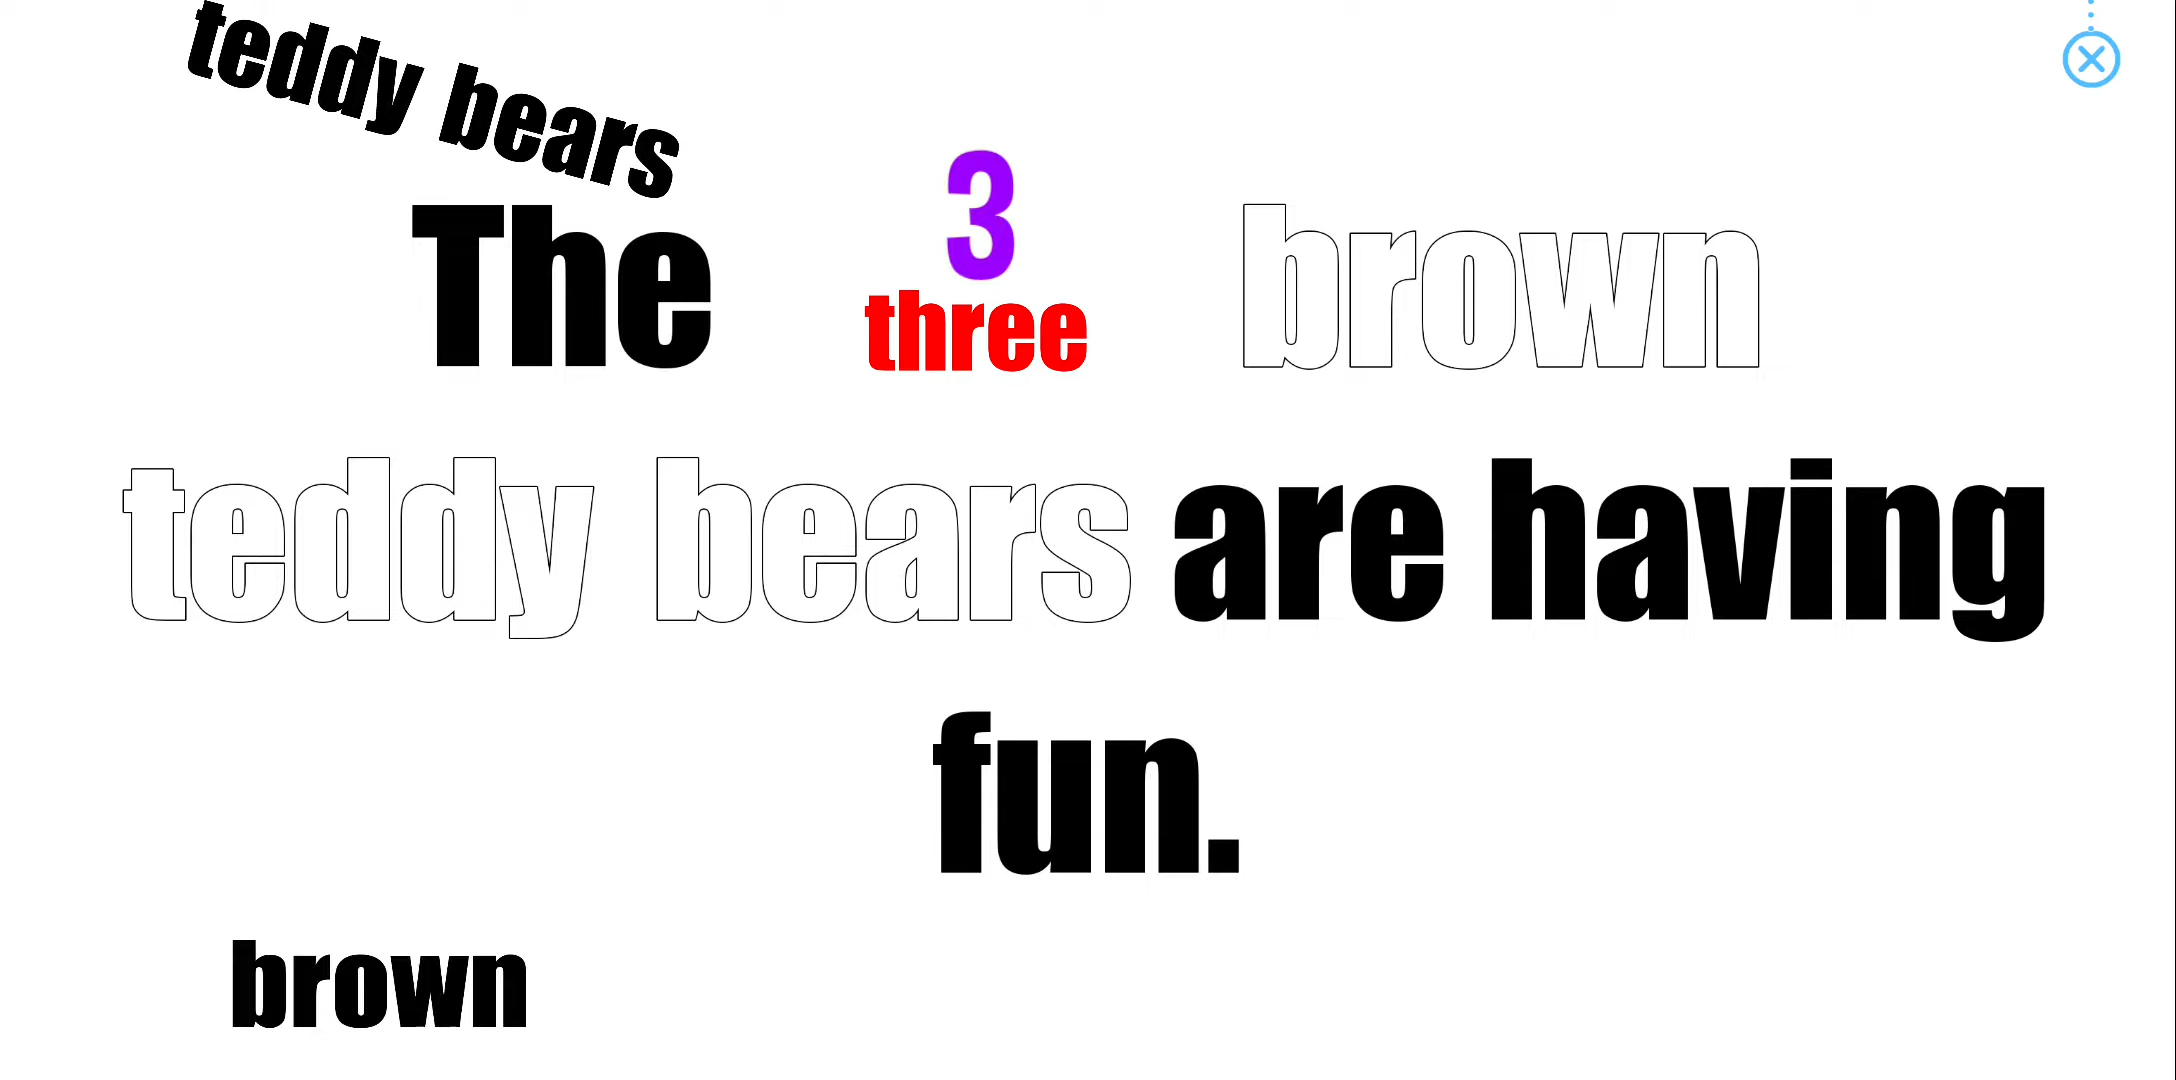 teddy bears
3
The three brown
teddy bears are having
fun.
brown